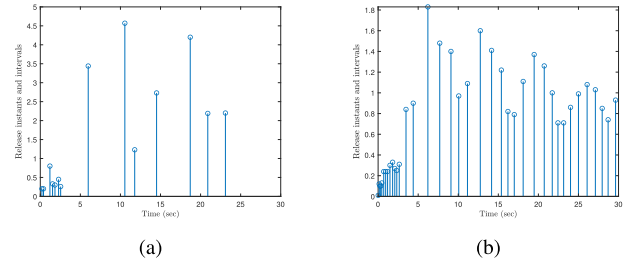 5
4.5
4
3.5
3
2.5
2
1.5
1
0.5
0
Release instants and intervals
0 5 10 15 20 25 30
Time (sec)
(a)
1.8
1.6
1.4
1.2
1
0.8
0.6
0.4
0.2
0
Release instants and intervals
0 5 10 15 20 25 30
Time (sec)
(b)